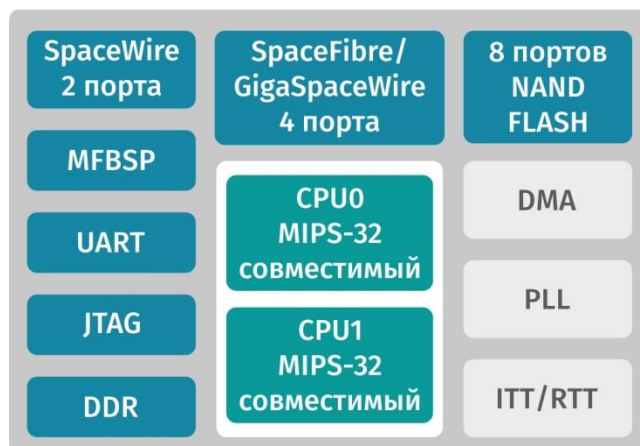 SpaceWire
2 порта
MFBSP
UART
JTAG
DDR
SpaceFibre/
GigaSpaceWire
4 порта
CPU0
MIPS-32
совместимый
CPU1
MIPS-32
совместимый
8 портов
NAND
FLASH
DMA
PLL
ITT/RTT